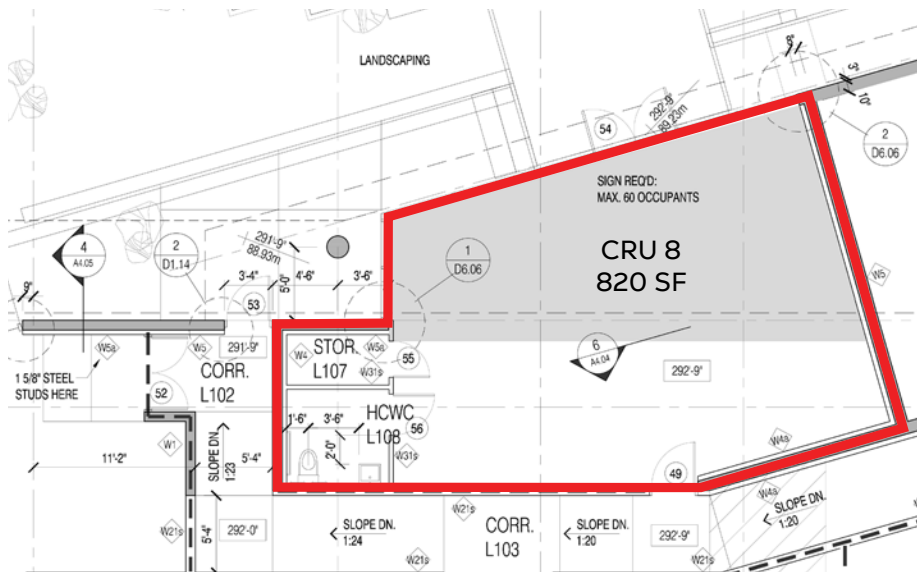 LANDSCAPING
8"
3"
10"
54
292'-9"
89.23m
2
D6.06
SIGN REQ'D:
MAX. 60 OCCUPANTS
CRU 8
820 SF
4
A4.05
2
D1.14
291'-9"
88.93m
1
D6.06
3'-4"
5'-0"
4'-6"
3'-6"
9"
53
W5
W5a
W5
291'-9"
W4
STOR.
L107
W5a
W31s
55
6
A4.04
292'-9"
1 5/8" STEEL
STUDS HERE
52
CORR.
L102
1'-6"
3'-6"
HCWC
L108
56
2'-0"
W31s
W1
W4a
11'-2"
SLOPE DN.
1:23
5'-4"
49
W4a
SLOPE DN.
1:20
W21s
5'-4"
292'-0"
SLOPE DN.
1:24
W21s
CORR.
L103
SLOPE DN.
1:20
292'-9"
W21s
W21s